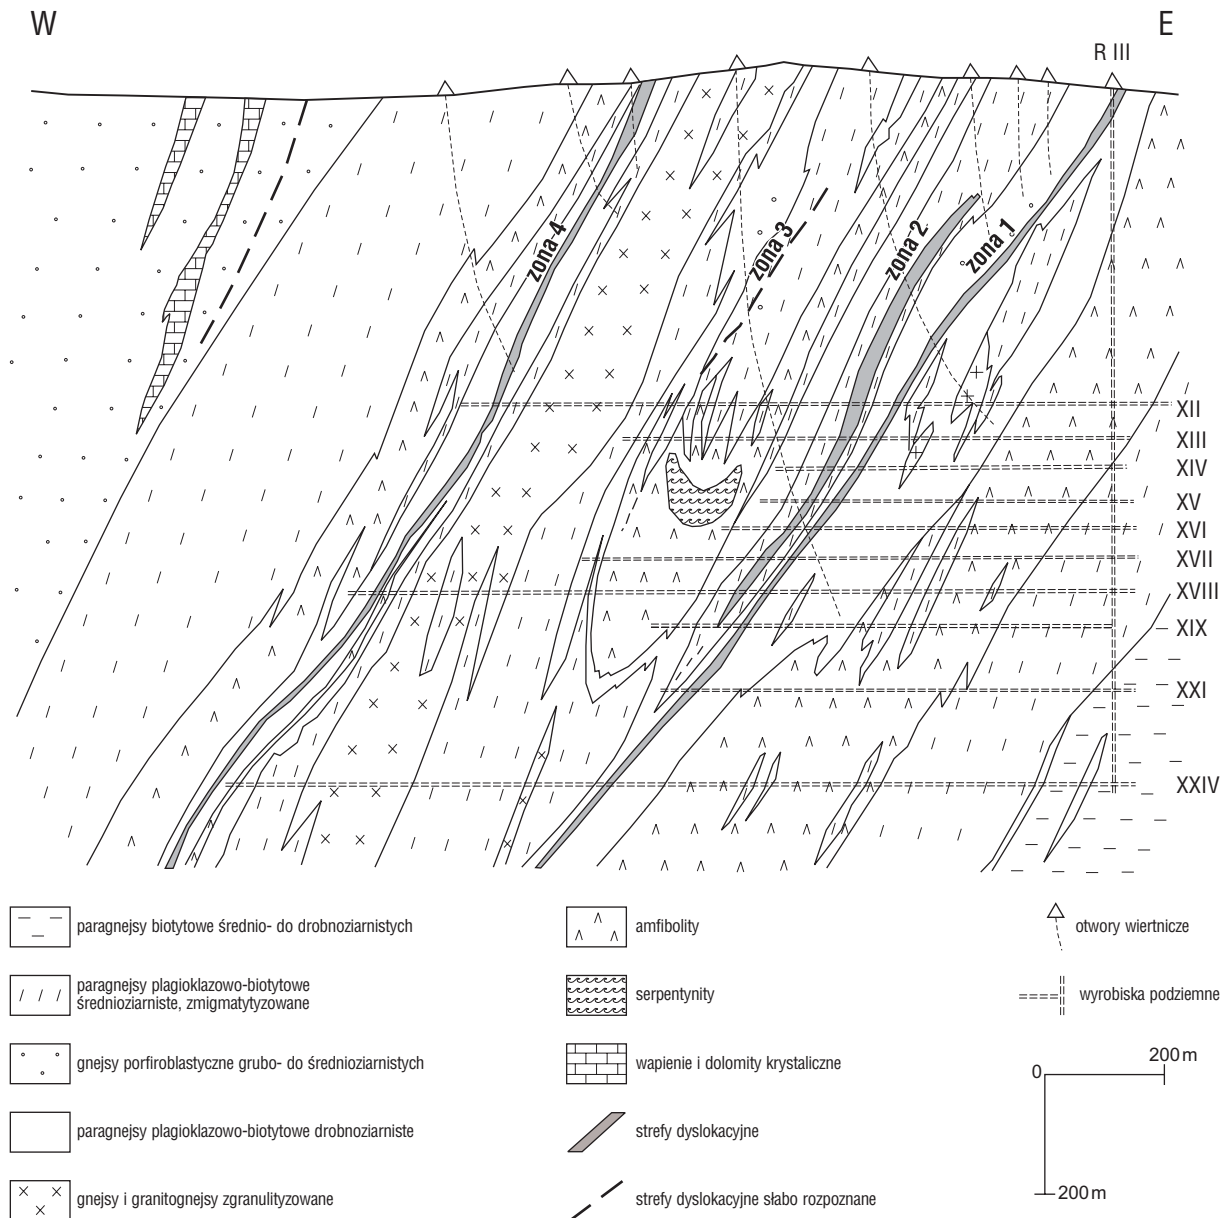 W
E
R III
zona 4
zona 3
zona 2
zona 1
XII
XIII
XIV
XV
XVI
XVII
XVIII
XIX
XXI
XXIV
paragnejsy biotytowe średnio- do drobnoziarnistych
paragnejsy plagioklazowo-biotytowe
średnioziarniste, zmigmatytyzowane
gnejsy porfiroblastyczne grubo- do średnioziarnistych
paragnejsy plagioklazowo-biotytowe drobnoziarniste
gnejsy i granitognejsy zgranulityzowane
amfibolity
serpentynity
wapienie i dolomity krystaliczne
strefy dyslokacyjne
strefy dyslokacyjne słabo rozpoznane
otwory wiertnicze
wyrobiska podziemne
200 m
0
200 m